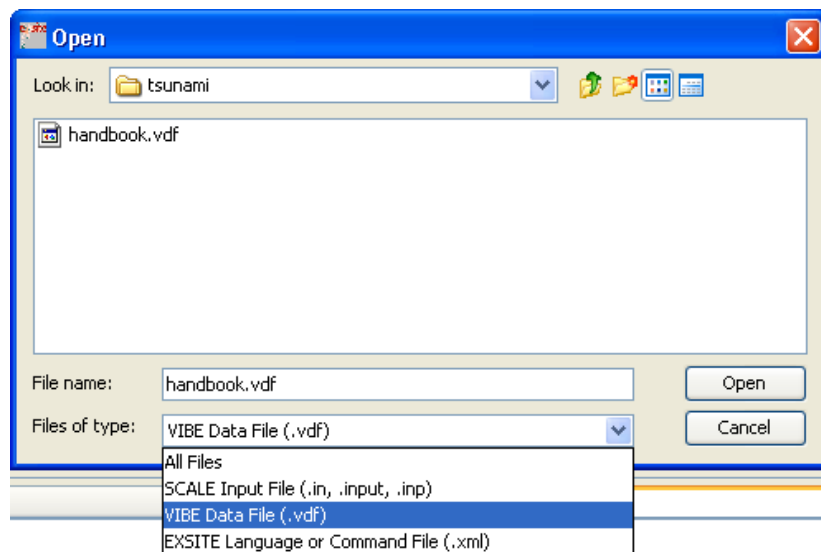 Open
Look in: tsunami
handbook.vdf
File name: handbook.vdf Open
Files of type: VIBE Data File (.vdf) Cancel
All Files
SCALE Input File (.in, .input, .inp)
VIBE Data File (.vdf)
EXSITE Language or Command File (.xml)